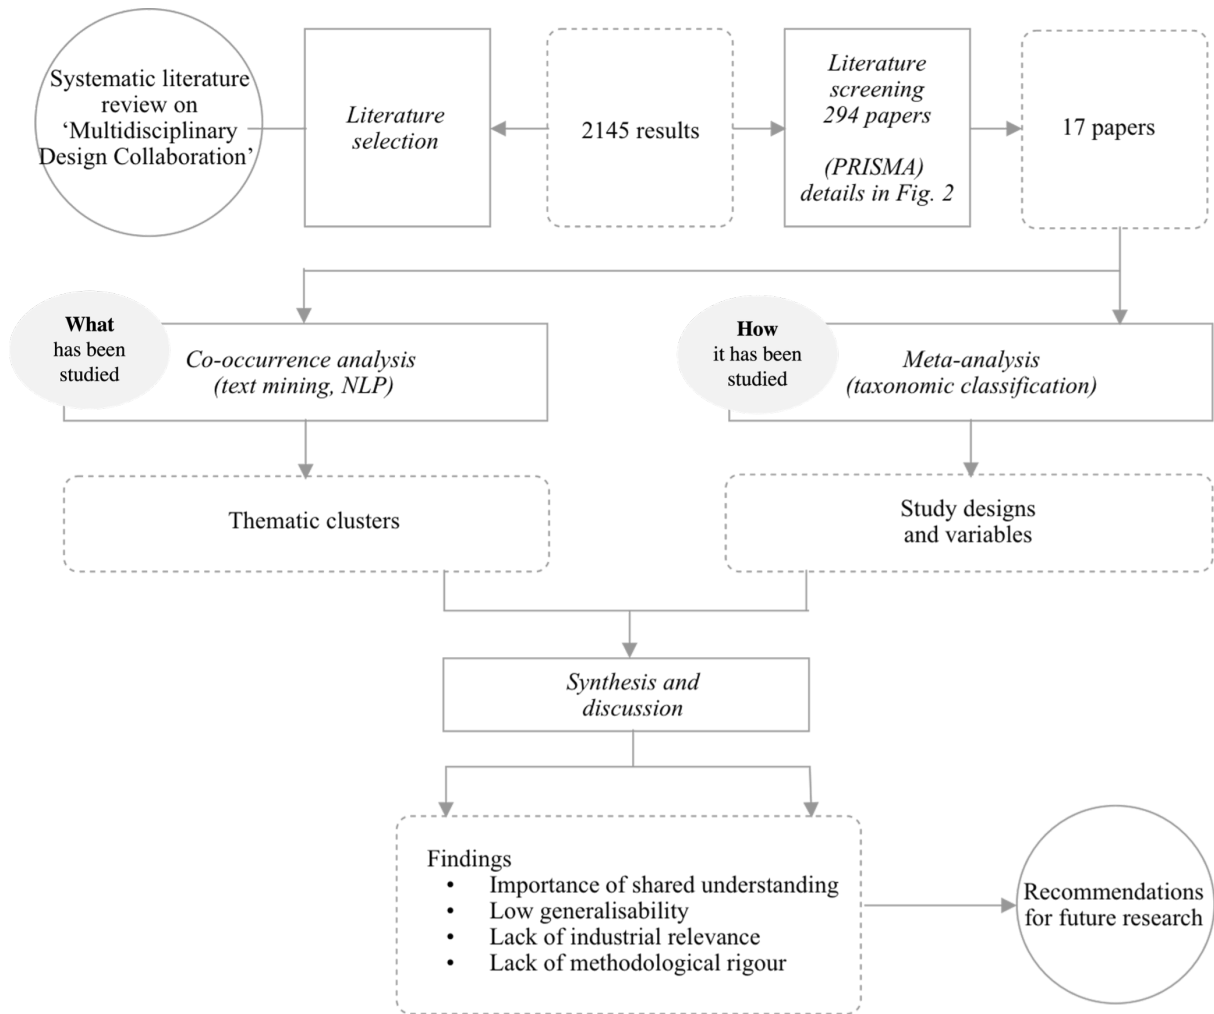 Systematic literature
review on
‘Multidisciplinary
Design Collaboration’
Literature
selection
2145 results
Literature
screening
294 papers
(PRISMA)
details in Fig. 2
17 papers
What
has been
studied
Co-occurrence analysis
(text mining, NLP)
How
it has been
studied
Meta-analysis
(taxonomic classification)
Thematic clusters
Study designs
and variables
Synthesis and
discussion
Findings
• Importance of shared understanding
• Low generalisability
• Lack of industrial relevance
• Lack of methodological rigour
Recommendations
for future research